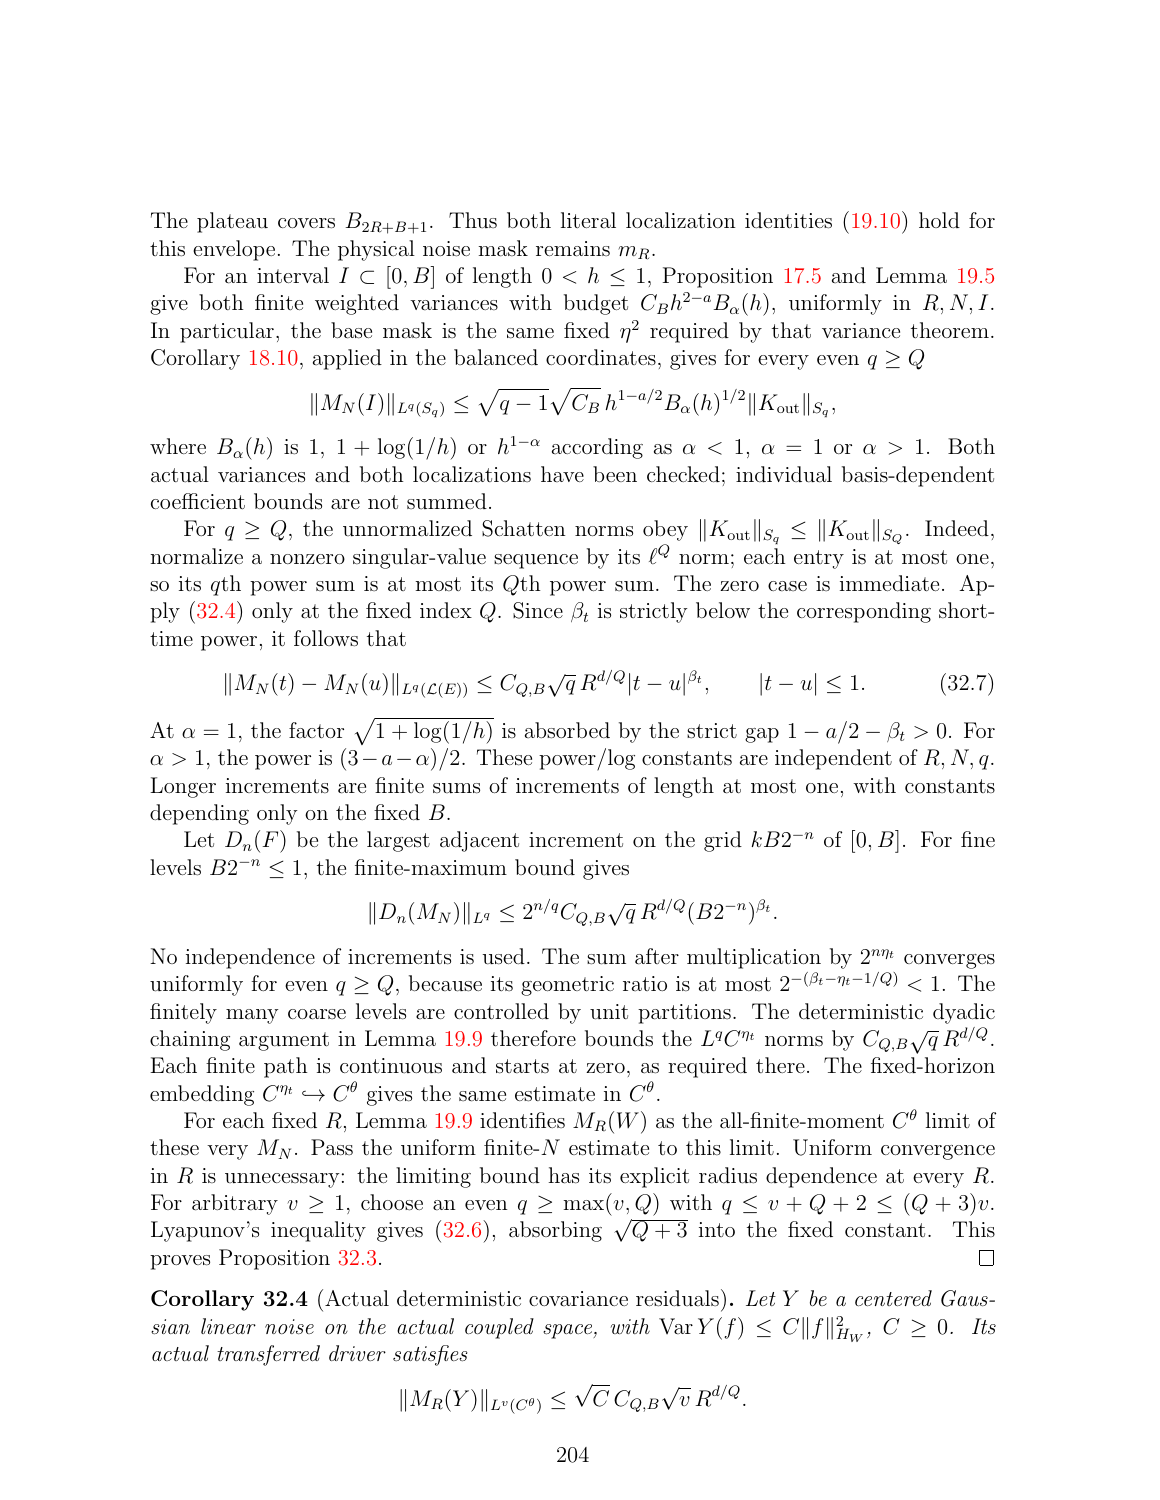 The plateau covers $B_{2R+B+1}$. Thus both literal localization identities (19.10) hold for
this envelope. The physical noise mask remains $m_R$.
For an interval $I \subset [0, B]$ of length $0 < h \leq 1$, Proposition 17.5 and Lemma 19.5
give both finite weighted variances with budget $C_B h^{2-a} B_\alpha(h)$, uniformly in $R, N, I$.
In particular, the base mask is the same fixed $\eta^2$ required by that variance theorem.
Corollary 18.10, applied in the balanced coordinates, gives for every even $q \geq Q$
$\|M_N(I)\|_{L^q(S_q)} \leq \sqrt{q-1}\sqrt{C_B}\, h^{1-a/2} B_\alpha(h)^{1/2} \|K_{\text{out}}\|_{S_q},$
where $B_\alpha(h)$ is 1, $1 + \log(1/h)$ or $h^{1-\alpha}$ according as $\alpha < 1$, $\alpha = 1$ or $\alpha > 1$. Both
actual variances and both localizations have been checked; individual basis-dependent
coefficient bounds are not summed.
For $q \geq Q$, the unnormalized Schatten norms obey $\|K_{\text{out}}\|_{S_q} \leq \|K_{\text{out}}\|_{S_Q}$. Indeed,
normalize a nonzero singular-value sequence by its $\ell^Q$ norm; each entry is at most one,
so its $q$th power sum is at most its $Q$th power sum. The zero case is immediate. Ap-
ply (32.4) only at the fixed index $Q$. Since $\beta_t$ is strictly below the corresponding short-
time power, it follows that
$\|M_N(t) - M_N(u)\|_{L^q(\mathcal{L}(E))} \leq C_{Q,B}\sqrt{q}\, R^{d/Q} |t - u|^{\beta_t}, \qquad |t - u| \leq 1.$ (32.7)
At $\alpha = 1$, the factor $\sqrt{1 + \log(1/h)}$ is absorbed by the strict gap $1 - a/2 - \beta_t > 0$. For
$\alpha > 1$, the power is $(3 - a - \alpha)/2$. These power/log constants are independent of $R, N, q$.
Longer increments are finite sums of increments of length at most one, with constants
depending only on the fixed $B$.
Let $D_n(F)$ be the largest adjacent increment on the grid $kB2^{-n}$ of $[0, B]$. For fine
levels $B2^{-n} \leq 1$, the finite-maximum bound gives
$\|D_n(M_N)\|_{L^q} \leq 2^{n/q} C_{Q,B}\sqrt{q}\, R^{d/Q} (B2^{-n})^{\beta_t}.$
No independence of increments is used. The sum after multiplication by $2^{n\eta_t}$ converges
uniformly for even $q \geq Q$, because its geometric ratio is at most $2^{-(\beta_t - \eta_t - 1/Q)} < 1$. The
finitely many coarse levels are controlled by unit partitions. The deterministic dyadic
chaining argument in Lemma 19.9 therefore bounds the $L^q C^{\eta_t}$ norms by $C_{Q,B}\sqrt{q}\, R^{d/Q}$.
Each finite path is continuous and starts at zero, as required there. The fixed-horizon
embedding $C^{\eta_t} \hookrightarrow C^\theta$ gives the same estimate in $C^\theta$.
For each fixed $R$, Lemma 19.9 identifies $M_R(W)$ as the all-finite-moment $C^\theta$ limit of
these very $M_N$. Pass the uniform finite-$N$ estimate to this limit. Uniform convergence
in $R$ is unnecessary: the limiting bound has its explicit radius dependence at every $R$.
For arbitrary $v \geq 1$, choose an even $q \geq \max(v, Q)$ with $q \leq v + Q + 2 \leq (Q + 3)v$.
Lyapunov's inequality gives (32.6), absorbing $\sqrt{Q + 3}$ into the fixed constant. This
proves Proposition 32.3. □
**Corollary 32.4** (Actual deterministic covariance residuals)**.** *Let $Y$ be a centered Gaus-*
*sian linear noise on the actual coupled space, with $\operatorname{Var} Y(f) \leq C\|f\|^2_{H_W}$, $C \geq 0$. Its*
*actual transferred driver satisfies*
$\|M_R(Y)\|_{L^v(C^\theta)} \leq \sqrt{C}\, C_{Q,B}\sqrt{v}\, R^{d/Q}.$
204